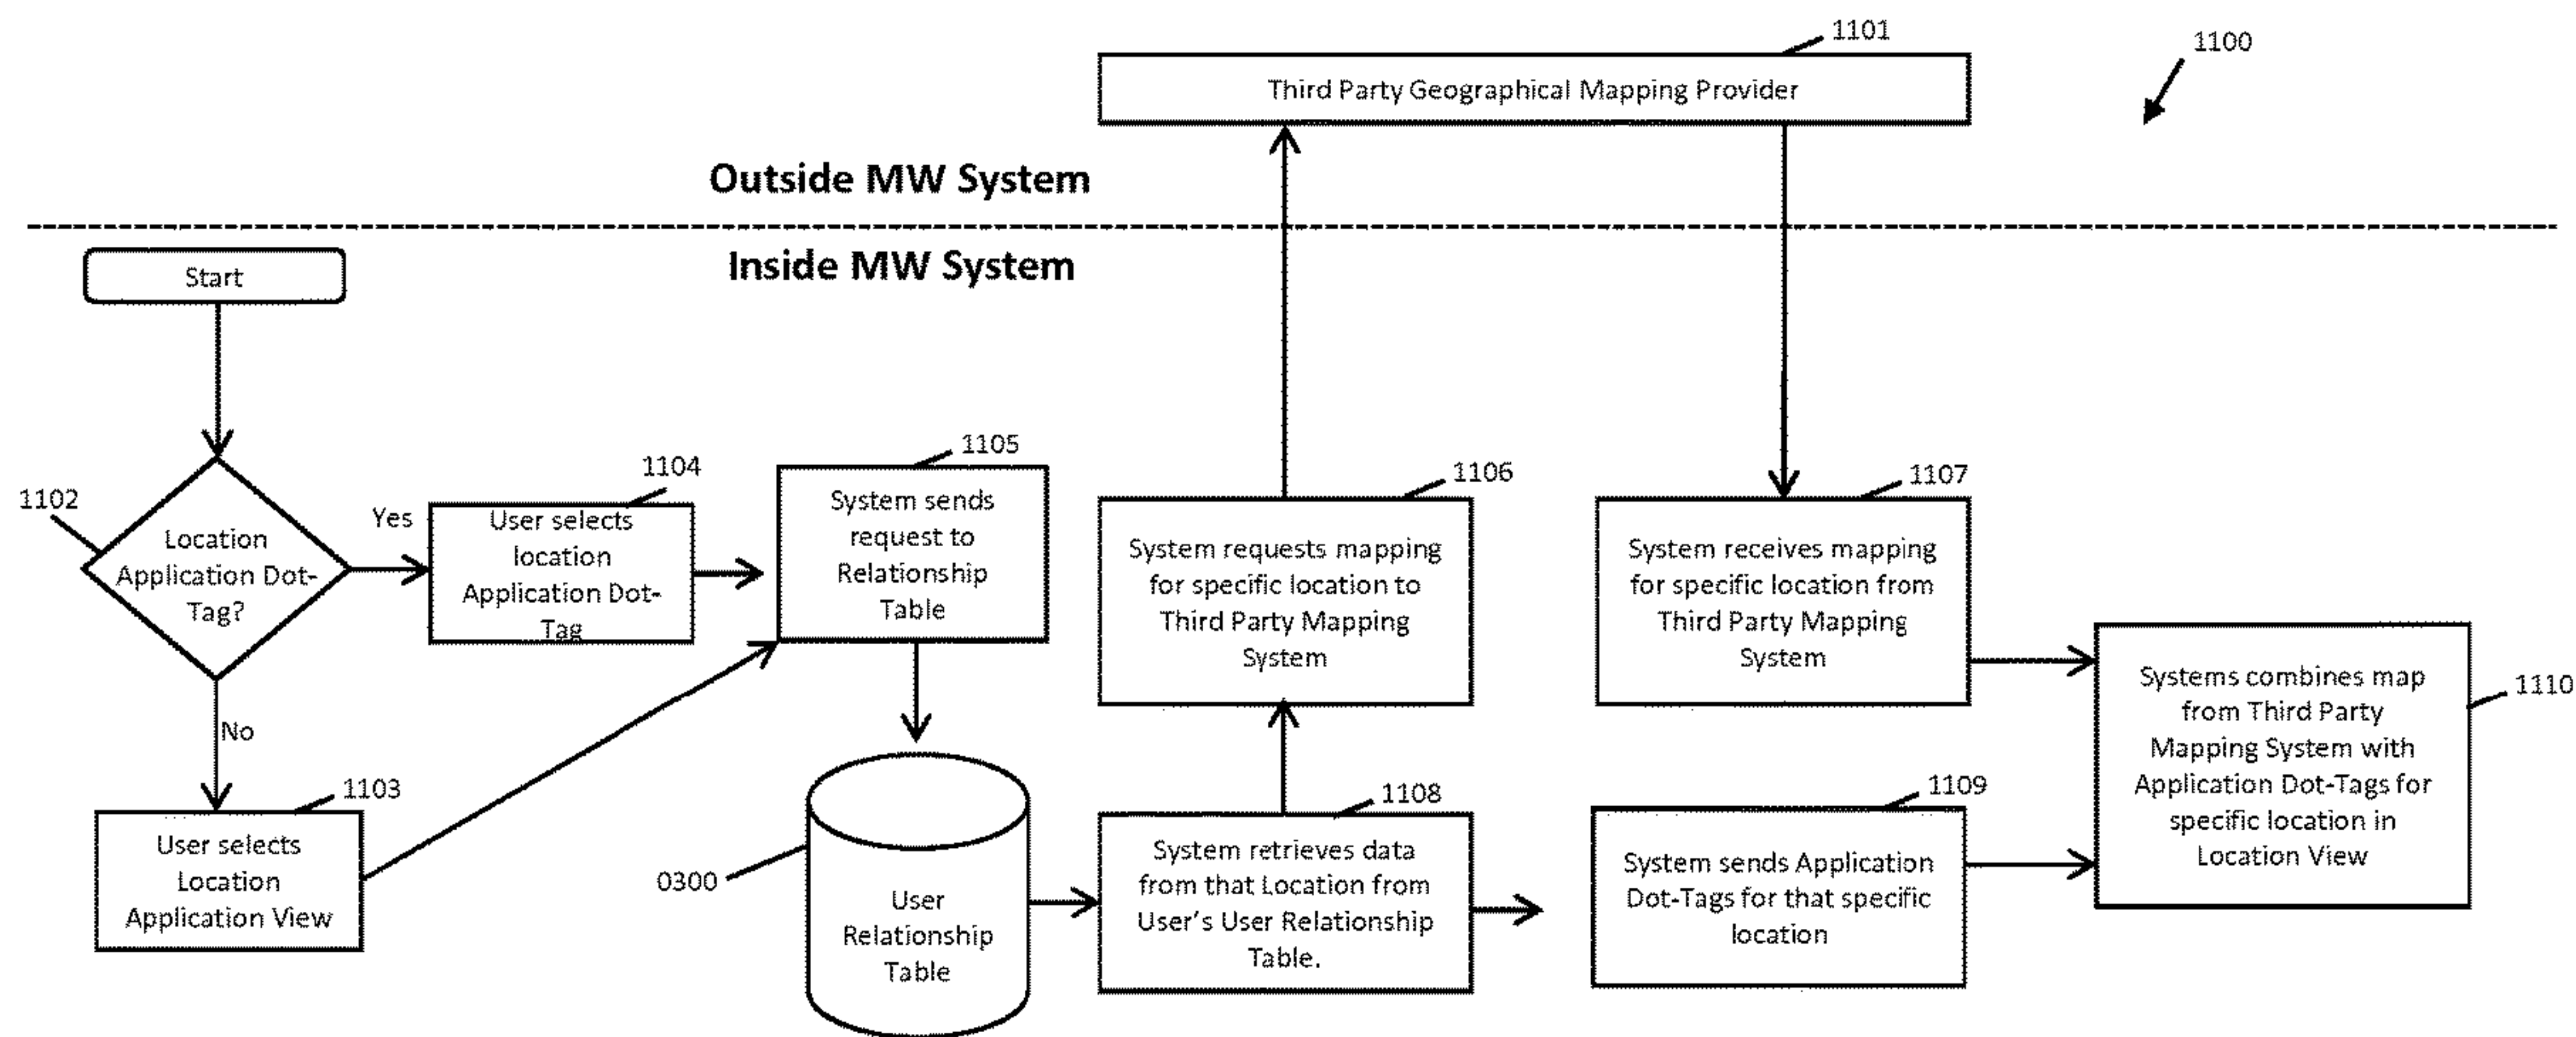 1101
1100
Third Party Geographical Mapping Provider
Outside MW System
Inside MW System
Start
1102
Location
Application Dot-
Tag?
Yes
No
1104
User selects
location
Application Dot-
Tag
1103
User selects
Location
Application View
1105
System sends
request to
Relationship
Table
0300
User
Relationship
Table
1106
System requests mapping
for specific location to
Third Party Mapping
System
1108
System retrieves data
from that Location from
User's User Relationship
Table.
1107
System receives mapping
for specific location from
Third Party Mapping
System
1109
System sends Application
Dot-Tags for that specific
location
1110
Systems combines map
from Third Party
Mapping System with
Application Dot-Tags for
specific location in
Location View